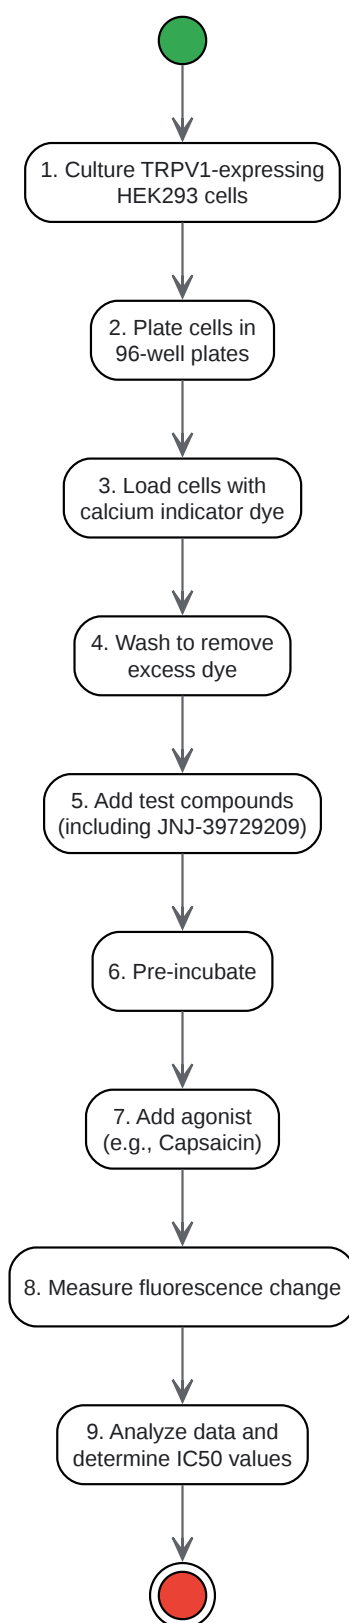 1. Culture TRPV1-expressing
HEK293 cells
2. Plate cells in
96-well plates
3. Load cells with
calcium indicator dye
4. Wash to remove
excess dye
5. Add test compounds
(including JNJ-39729209)
6. Pre-incubate
7. Add agonist
(e.g., Capsaicin)
8. Measure fluorescence change
9. Analyze data and
determine IC50 values